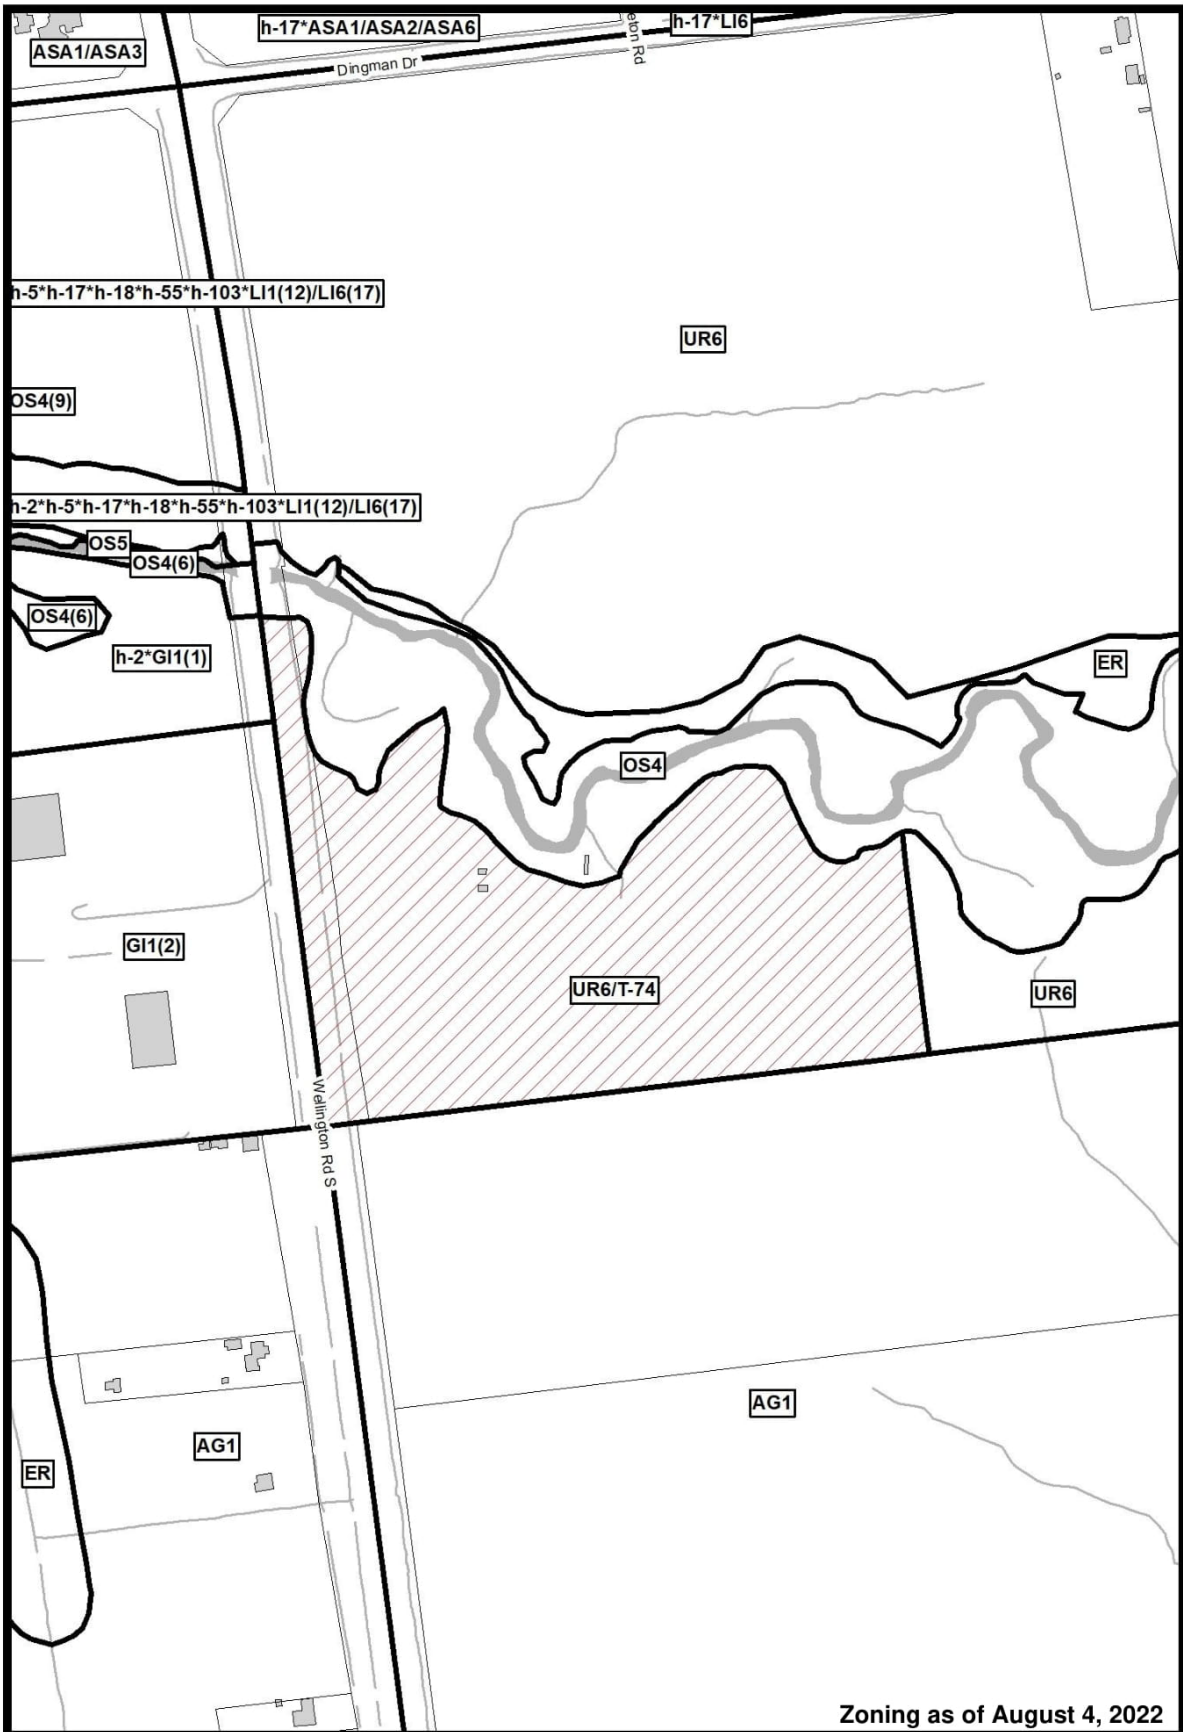 h-17*ASA1/ASA2/ASA6
h-17*LI6
ASA1/ASA3
eton Rd
Dingman Dr
h-5*h-17*h-18*h-55*h-103*LI1(12)/LI6(17)
UR6
OS4(9)
h-2*h-5*h-17*h-18*h-55*h-103*LI1(12)/LI6(17)
OS5
OS4(6)
OS4(6)
h-2*GI1(1)
ER
OS4
GI1(2)
UR6/T-74
UR6
Wellington Rd S
AG1
AG1
ER
Zoning as of August 4, 2022